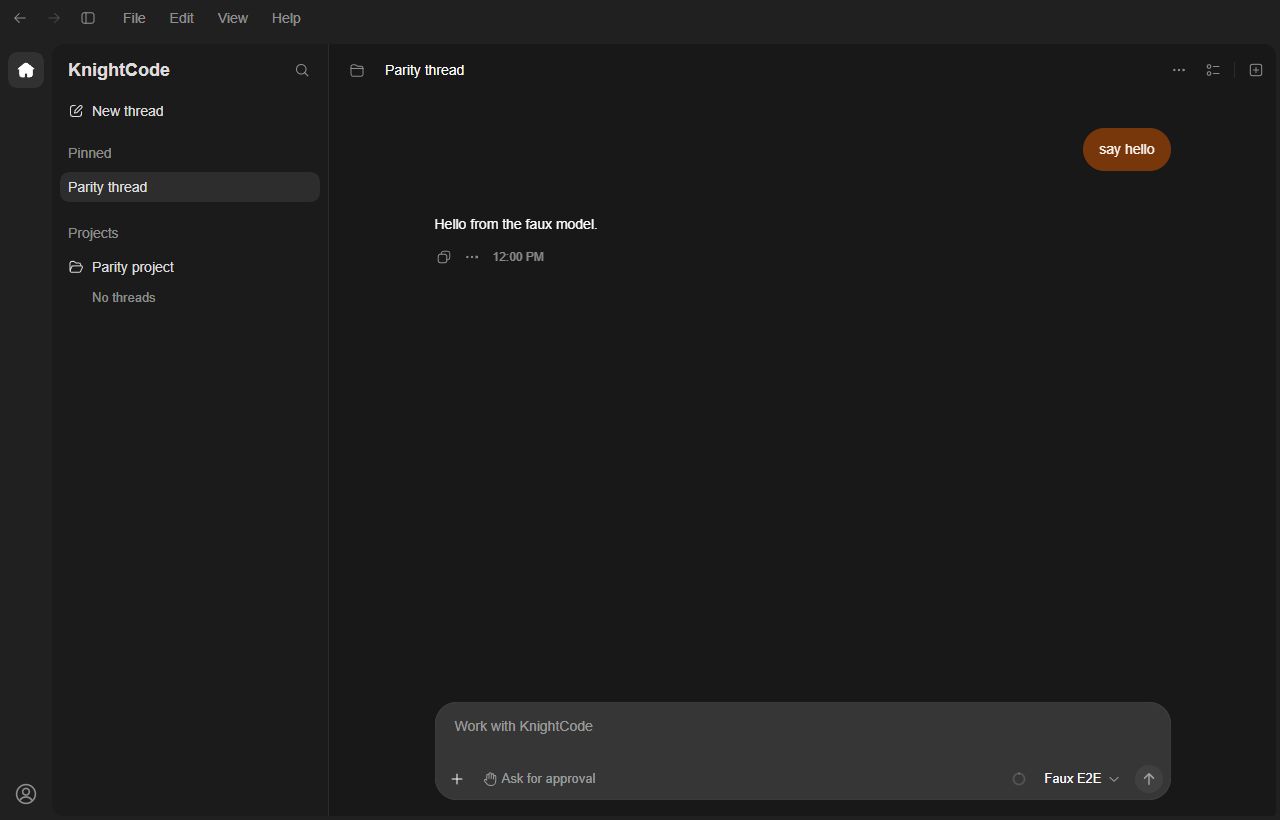 File Edit View Help
KnightCode
New thread
Pinned
Parity thread
Projects
Parity project
No threads
Parity thread
say hello
Hello from the faux model.
12:00 PM
Work with KnightCode
Ask for approval
Faux E2E